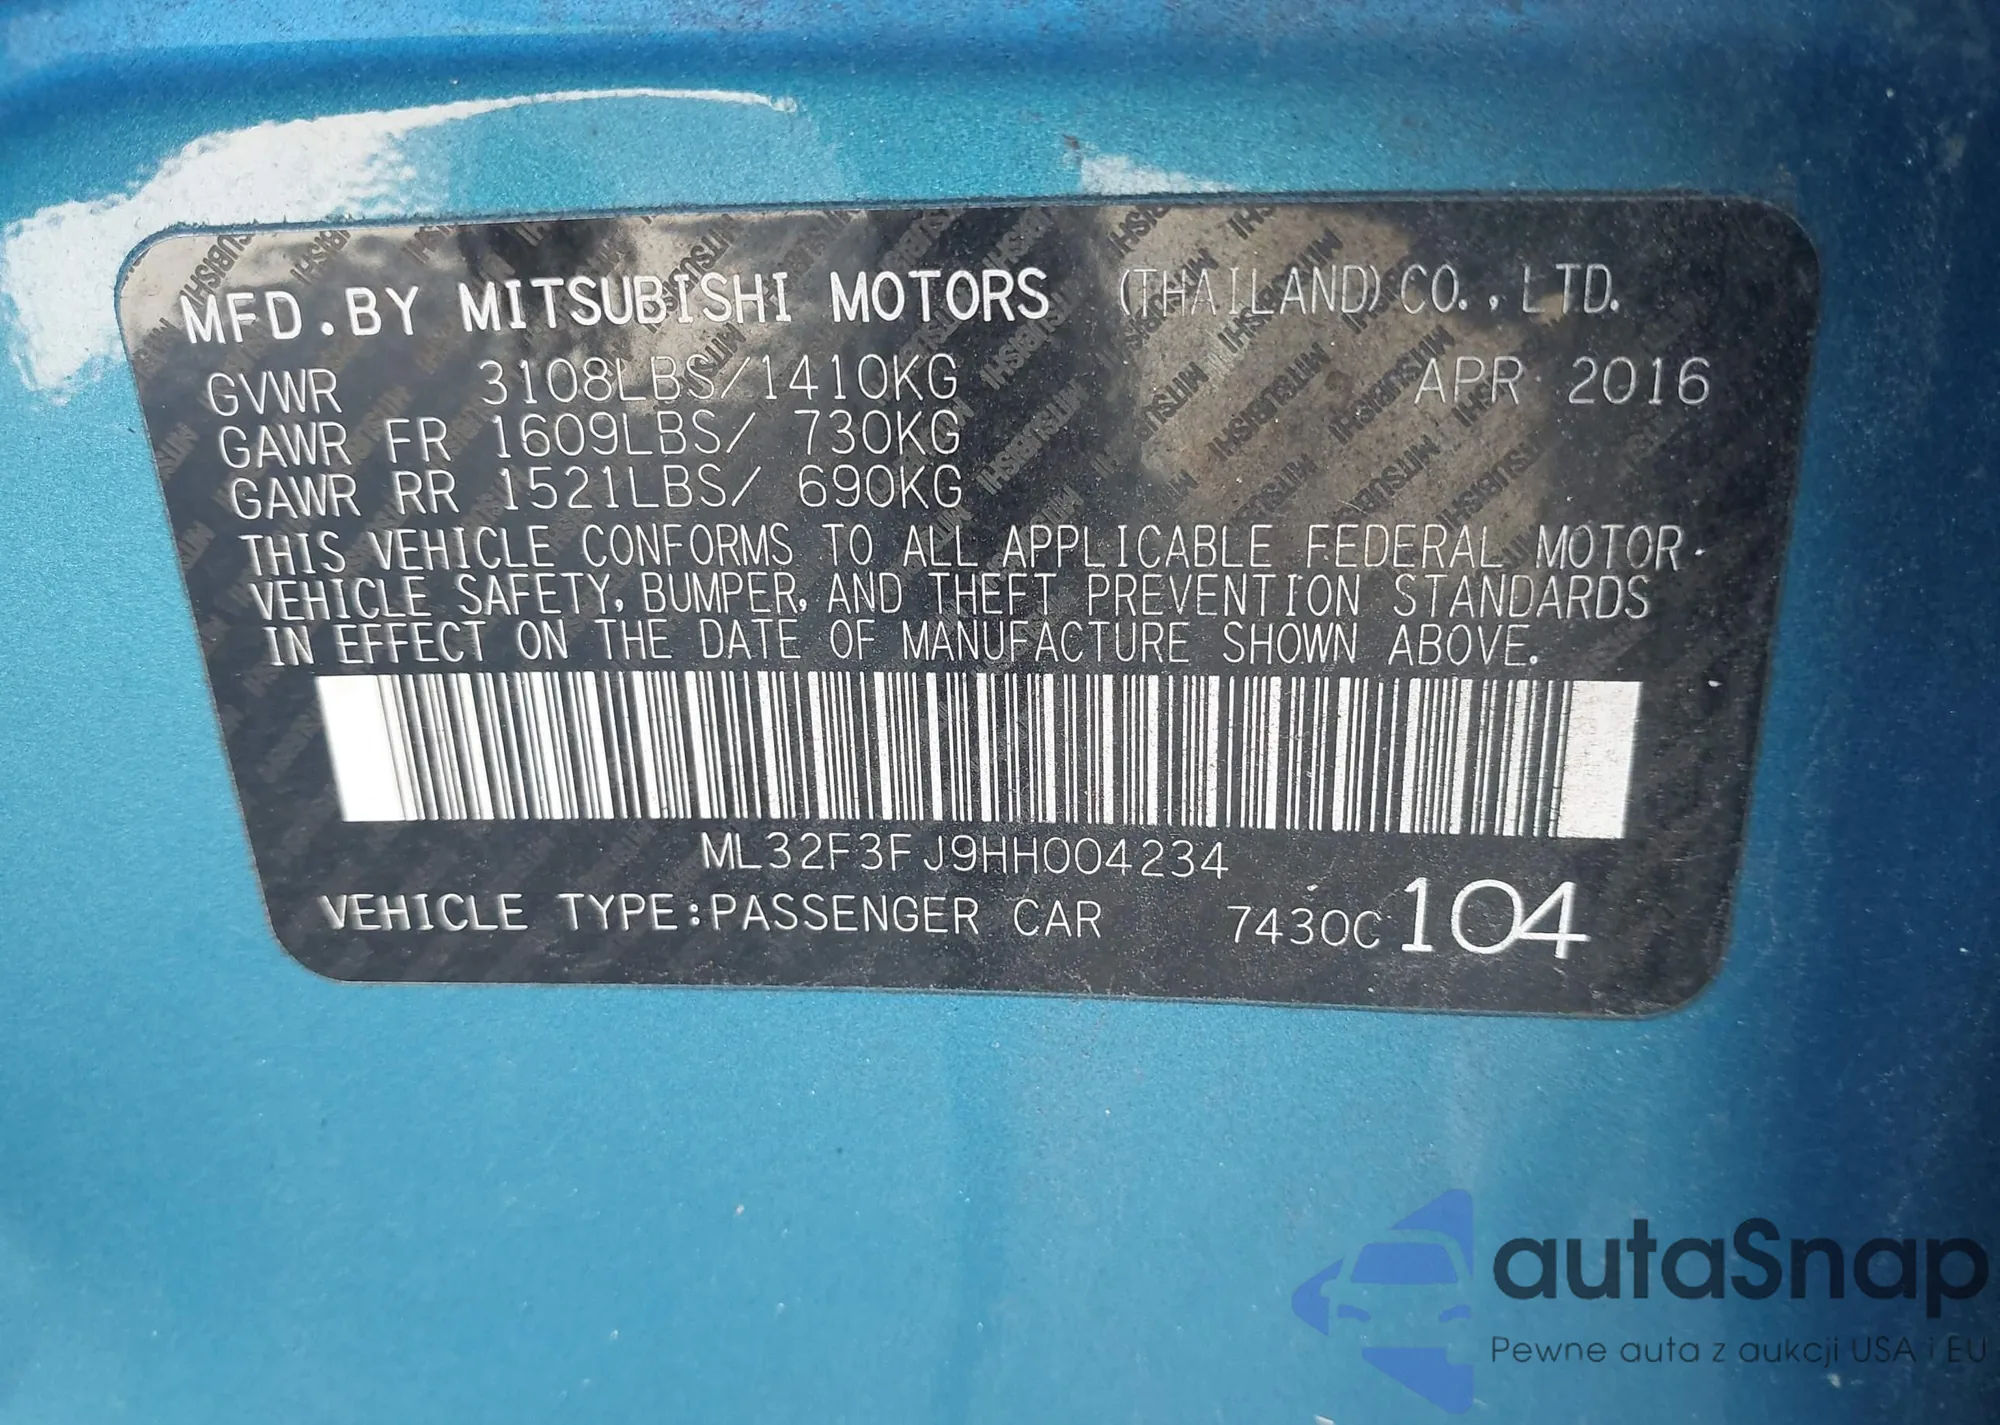 MFD.BY MITSUBISHI MOTORS (THAILAND)CO.,LTD.
GVWR 3108LBS/1410KG APR 2016
GAWR FR 1609LBS/ 730KG
GAWR RR 1521LBS/ 690KG
THIS VEHICLE CONFORMS TO ALL APPLICABLE FEDERAL MOTOR
VEHICLE SAFETY, BUMPER, AND THEFT PREVENTION STANDARDS
IN EFFECT ON THE DATE OF MANUFACTURE SHOWN ABOVE.
ML32F3FJ9HH004234
VEHICLE TYPE:PASSENGER CAR 7430C 104
autaSnap
Pewne auta z aukcji USA i EU